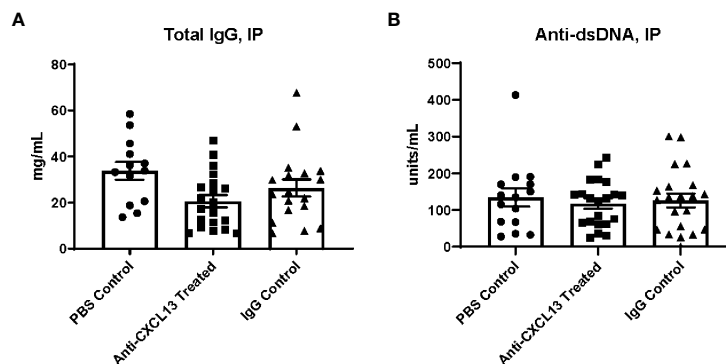 A
Total IgG, IP
mg/mL
80
60
40
20
0
PBS Control
Anti-CXCL13 Treated
IgG Control
B
Anti-dsDNA, IP
units/mL
500
400
300
200
100
0
PBS Control
Anti-CXCL13 Treated
IgG Control